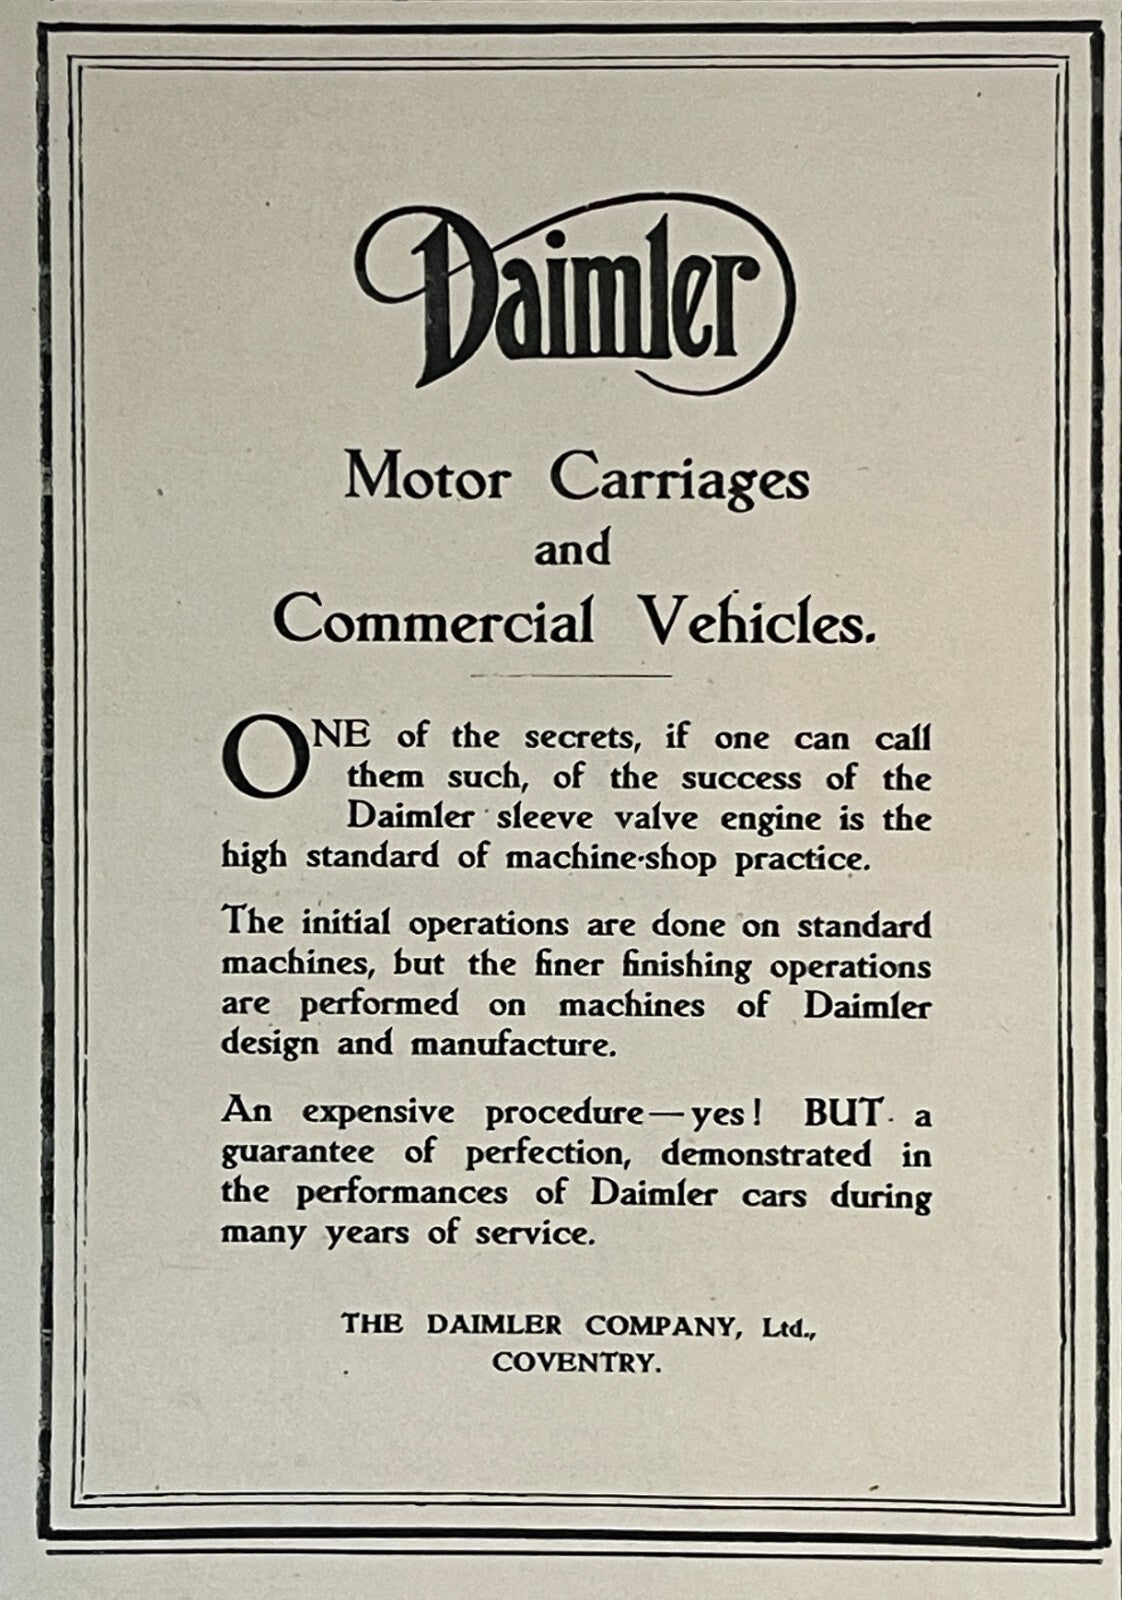 Daimler
Motor Carriages
and
Commercial Vehicles.
ONE of the secrets, if one can call
them such, of the success of the
Daimler sleeve valve engine is the
high standard of machine-shop practice.
The initial operations are done on standard
machines, but the finer finishing operations
are performed on machines of Daimler
design and manufacture.
An expensive procedure—yes! BUT a
guarantee of perfection, demonstrated in
the performances of Daimler cars during
many years of service.
THE DAIMLER COMPANY, Ltd.,
COVENTRY.